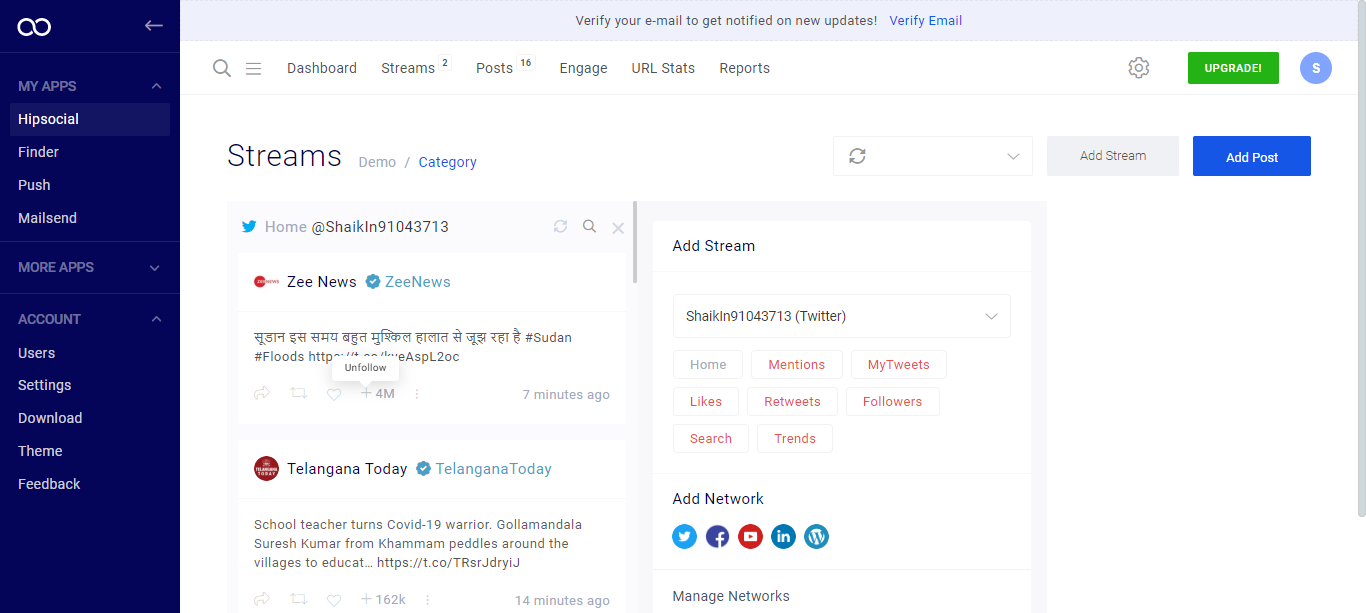 Verify your e-mail to get notified on new updates! Verify Email
MY APPS
Hipsocial
Finder
Push
Mailsend
MORE APPS
ACCOUNT
Users
Settings
Download
Theme
Feedback
Dashboard Streams 2 Posts 16 Engage URL Stats Reports
UPGRADE! S
Streams Demo / Category
Add Stream Add Post
Home @ShaikIn91043713
Zee News ZeeNews
सूडान इस समय बहुत मुश्किल हालात से जूझ रहा है #Sudan
#Floods
Unfollow
+ 4M 7 minutes ago
Telangana Today TelanganaToday
School teacher turns Covid-19 warrior. Gollamandala
Suresh Kumar from Khammam peddles around the
villages to educat… https://t.co/TRsrJdryiJ
+ 162k 14 minutes ago
Add Stream
ShaikIn91043713 (Twitter)
Home Mentions MyTweets
Likes Retweets Followers
Search Trends
Add Network
Manage Networks